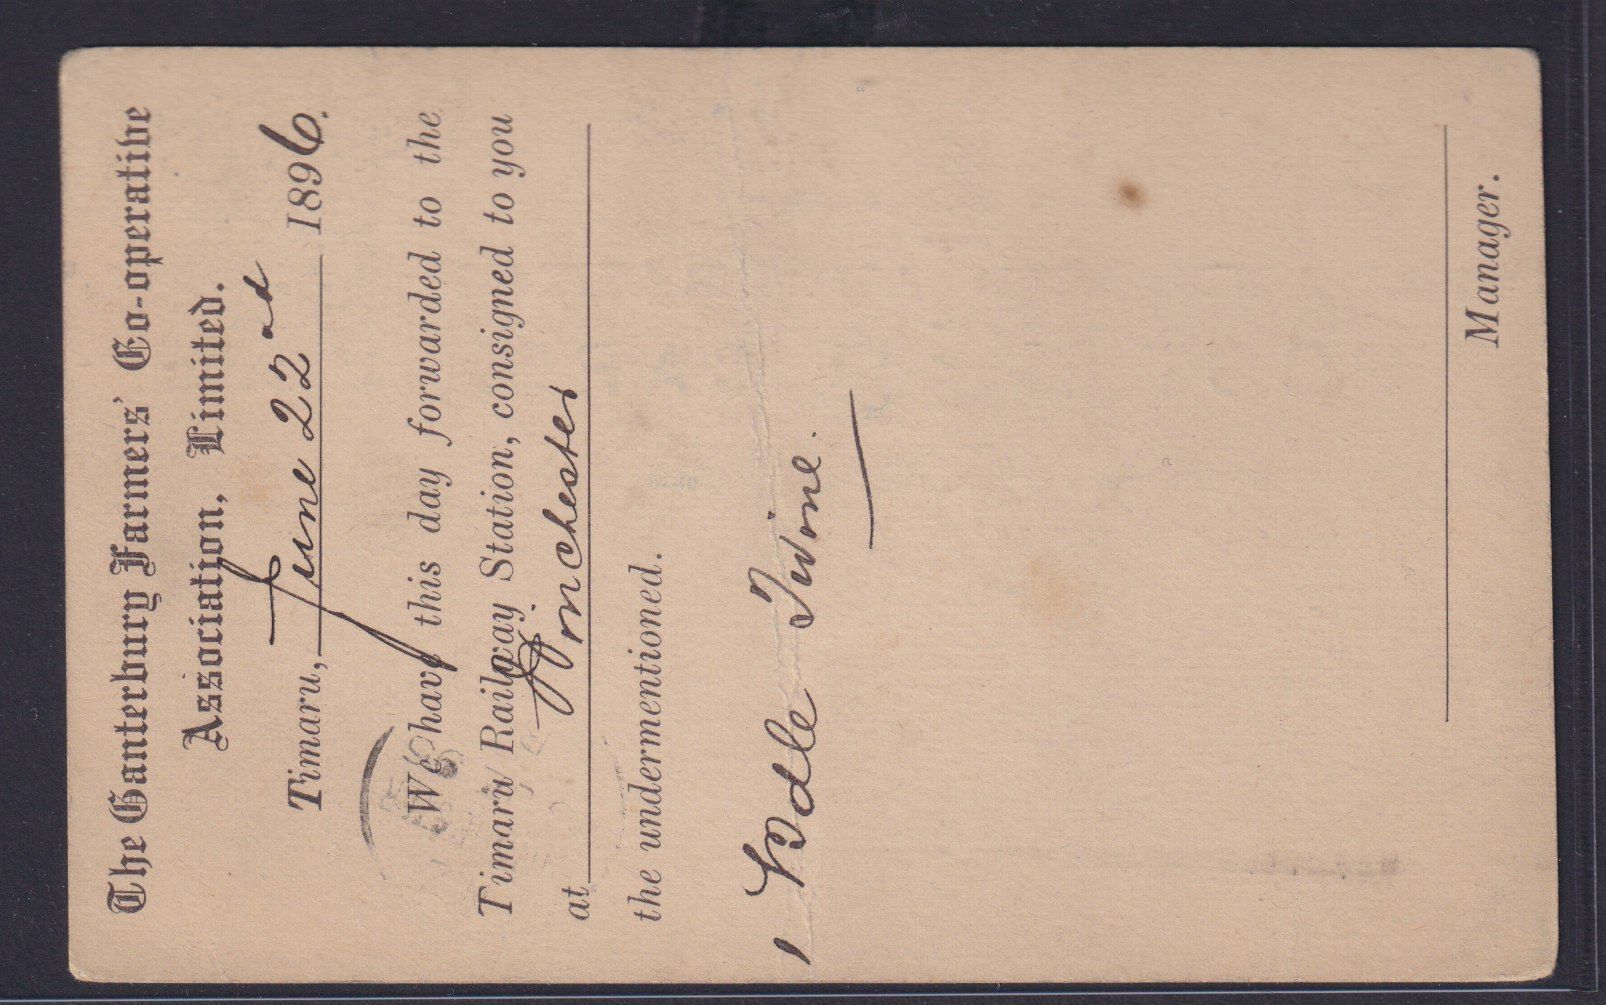 The Canterbury Farmers' Co-operative
Association, Limited.
Timaru, June 22nd 1896.
We have this day forwarded to the
Timaru Railway Station, consigned to you
at Winchester
the undermentioned.
1 Bdle Twine.
Manager.